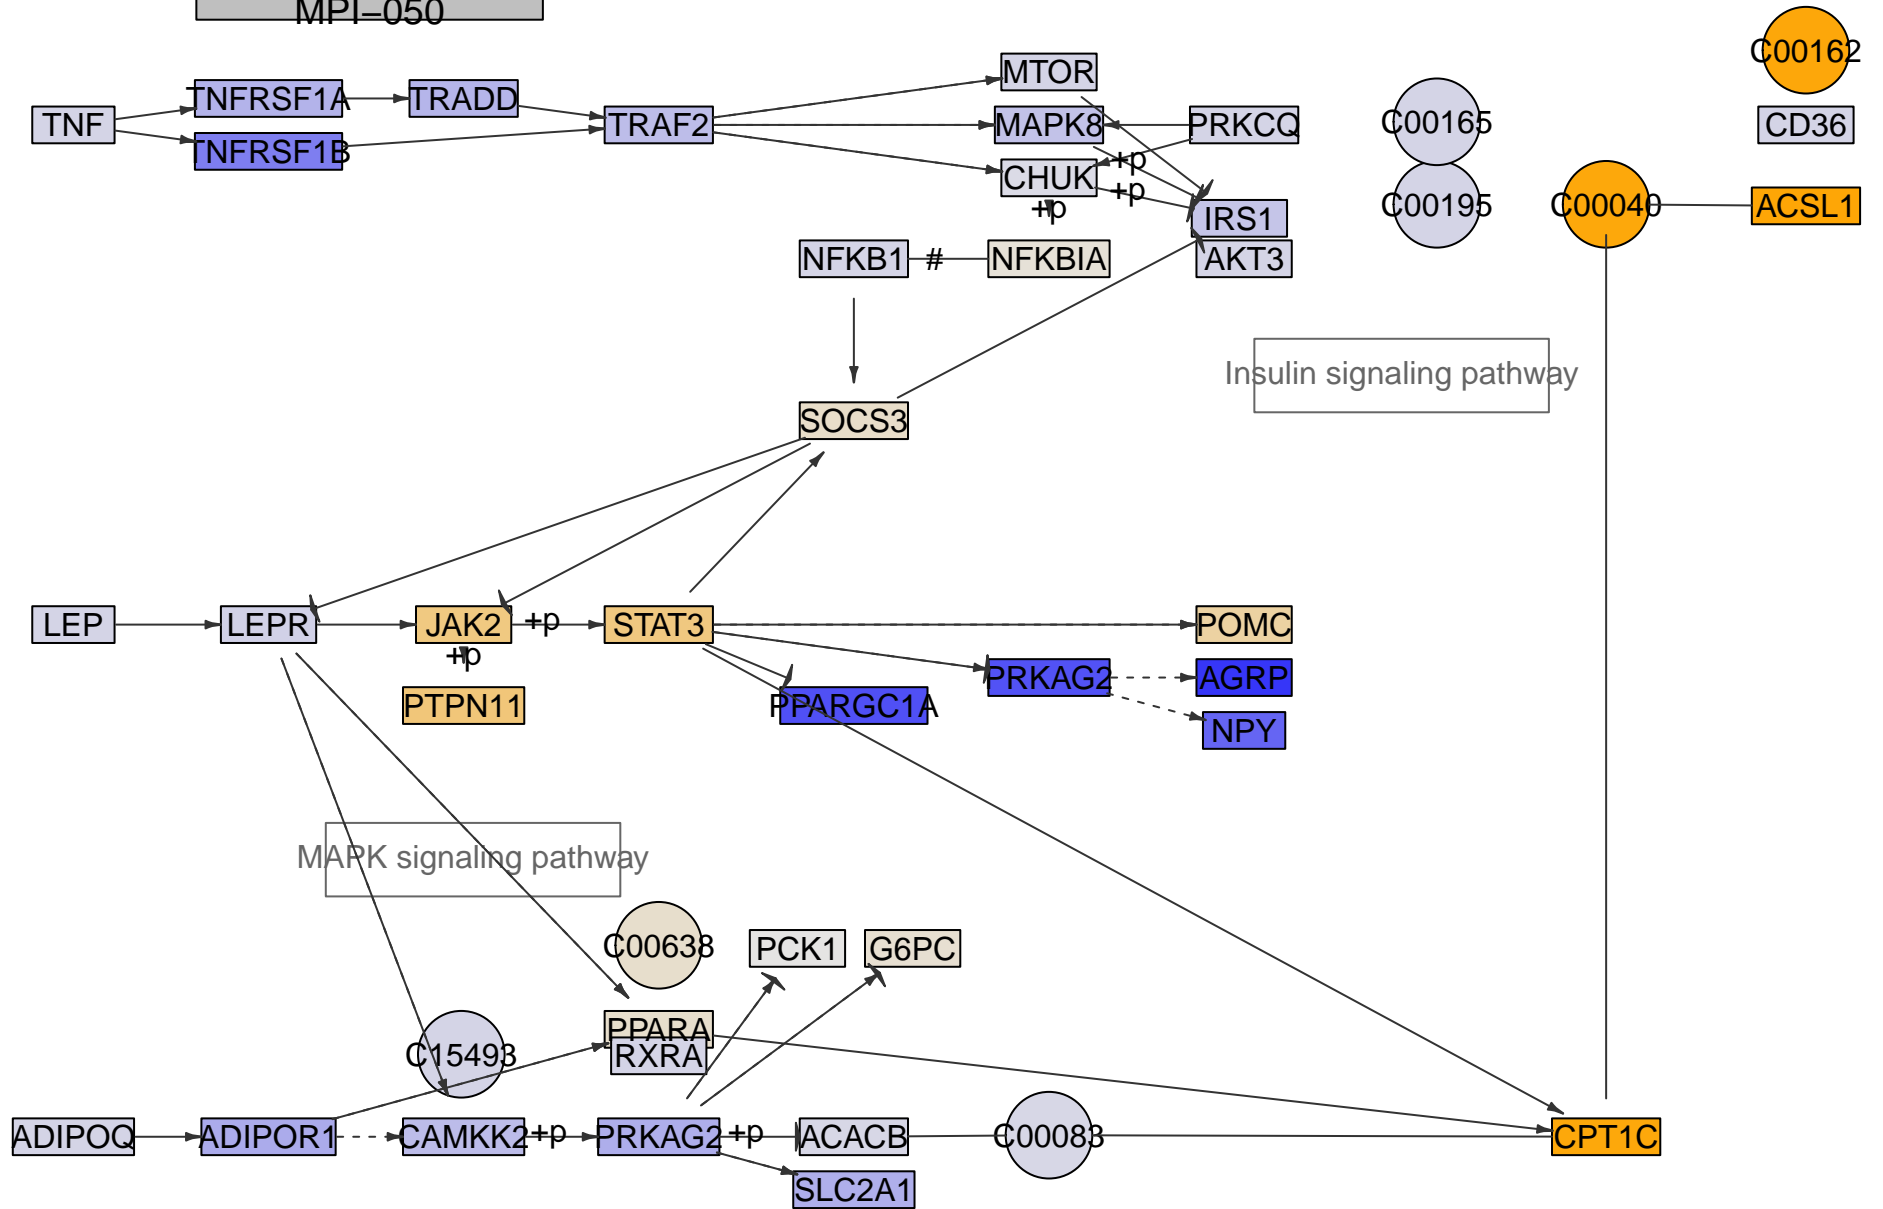 MPI−050
C00162
TNF
TNFRSF1A
TNFRSF1B
TRADD
TRAF2
MTOR
MAPK8
PRKCQ
+p
CHUK
+p
+p
IRS1
C00165
C00195
C00040
CD36
ACSL1
NFKB1
#
NFKBIA
AKT3
Insulin signaling pathway
SOCS3
LEP
LEPR
JAK2
+p
STAT3
POMC
+p
PTPN11
PPARGC1A
PRKAG2
AGRP
NPY
MAPK signaling pathway
C00638
PCK1
G6PC
C15493
PPARA
RXRA
ADIPOQ
ADIPOR1
CAMKK2
+p
PRKAG2
+p
ACACB
C00083
CPT1C
SLC2A1